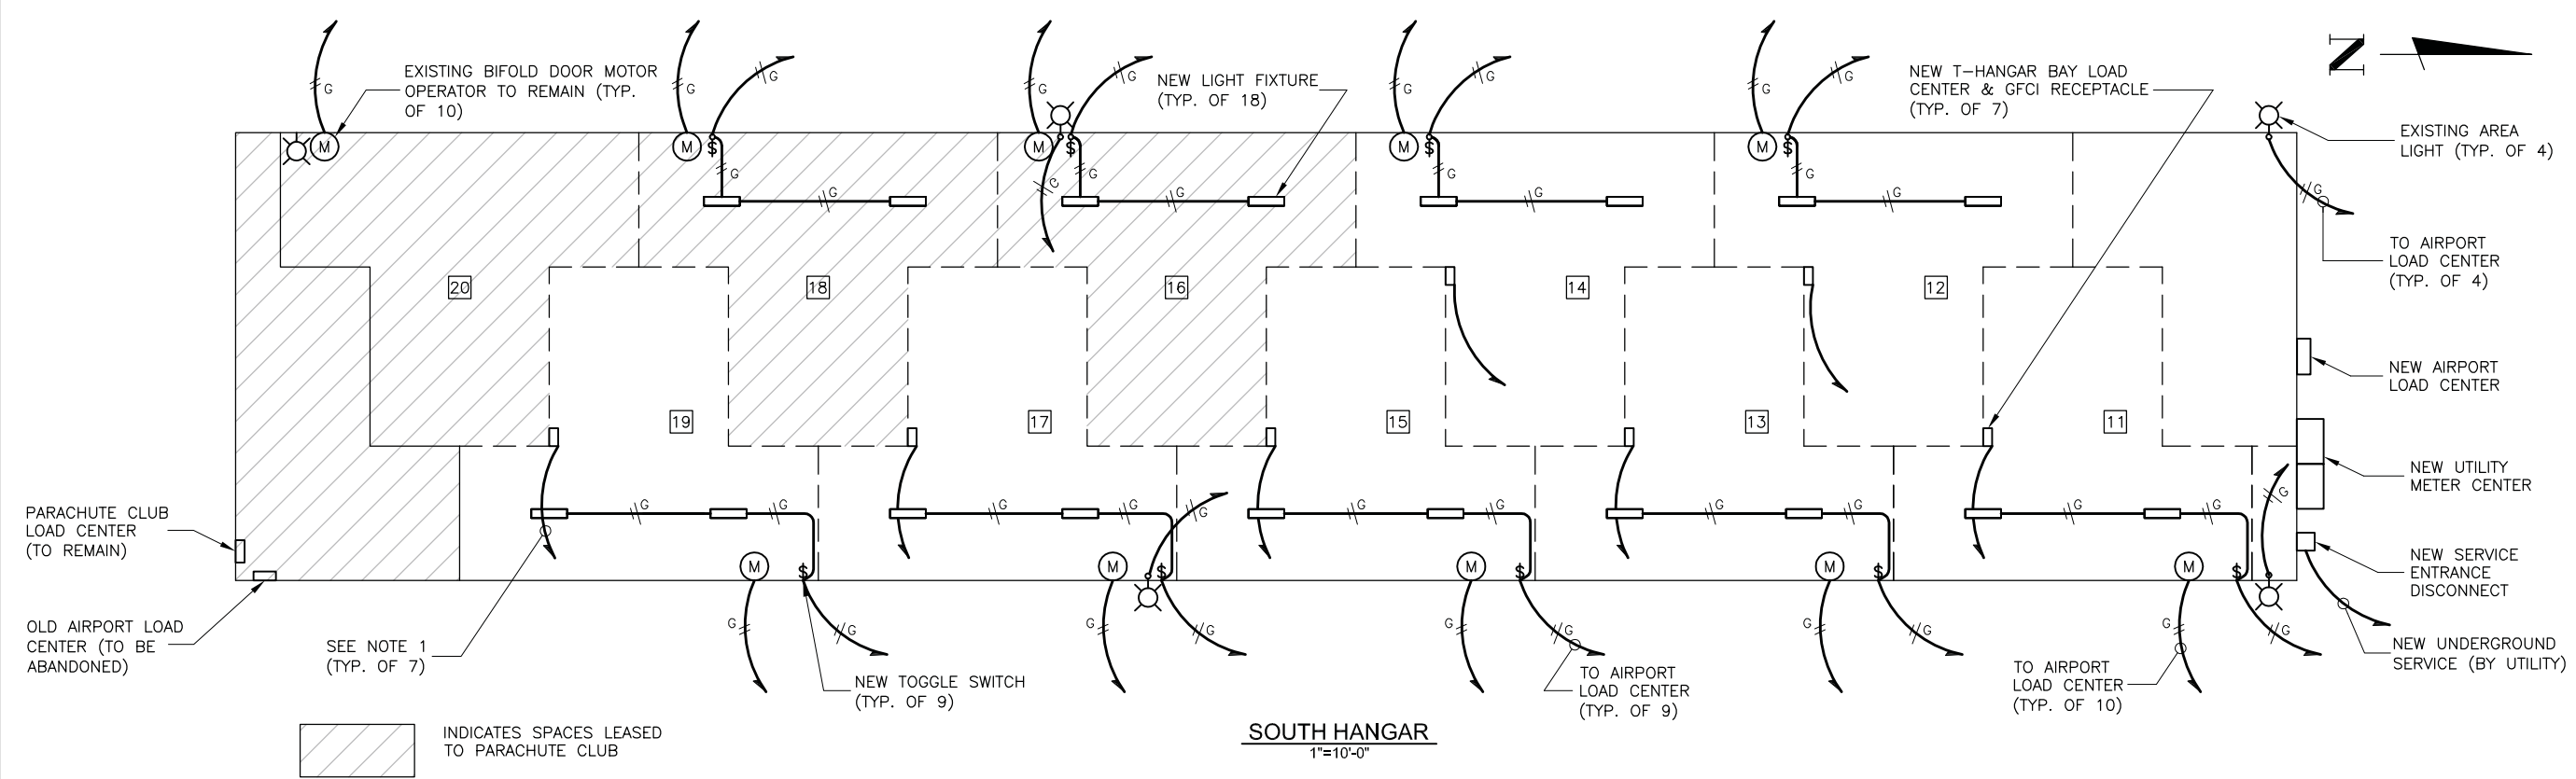 EXISTING BIFOLD DOOR MOTOR
OPERATOR TO REMAIN (TYP.
OF 10)
NEW LIGHT FIXTURE
(TYP. OF 18)
NEW T-HANGAR BAY LOAD
CENTER & GFCI RECEPTACLE
(TYP. OF 7)
N
EXISTING AREA
LIGHT (TYP. OF 4)
G
G
G
G
G
G
G
G
G
M
M
M
M
M
$
$
$
$
G
G
G
G
G
G
G
G
G
G
TO AIRPORT
LOAD CENTER
(TYP. OF 4)
20
18
16
14
12
NEW AIRPORT
LOAD CENTER
19
17
15
13
11
NEW UTILITY
METER CENTER
G
G
G
G
G
G
G
G
G
G
G
G
PARACHUTE CLUB
LOAD CENTER
(TO REMAIN)
NEW SERVICE
ENTRANCE
DISCONNECT
M
$
M
$
M
$
M
$
M
$
OLD AIRPORT LOAD
CENTER (TO BE
ABANDONED)
G
G
G
G
G
G
G
G
G
G
SEE NOTE 1
(TYP. OF 7)
NEW UNDERGROUND
SERVICE (BY UTILITY)
NEW TOGGLE SWITCH
(TYP. OF 9)
TO AIRPORT
LOAD CENTER
(TYP. OF 9)
TO AIRPORT
LOAD CENTER
(TYP. OF 10)
INDICATES SPACES LEASED
TO PARACHUTE CLUB
SOUTH HANGAR
1"=10'-0"